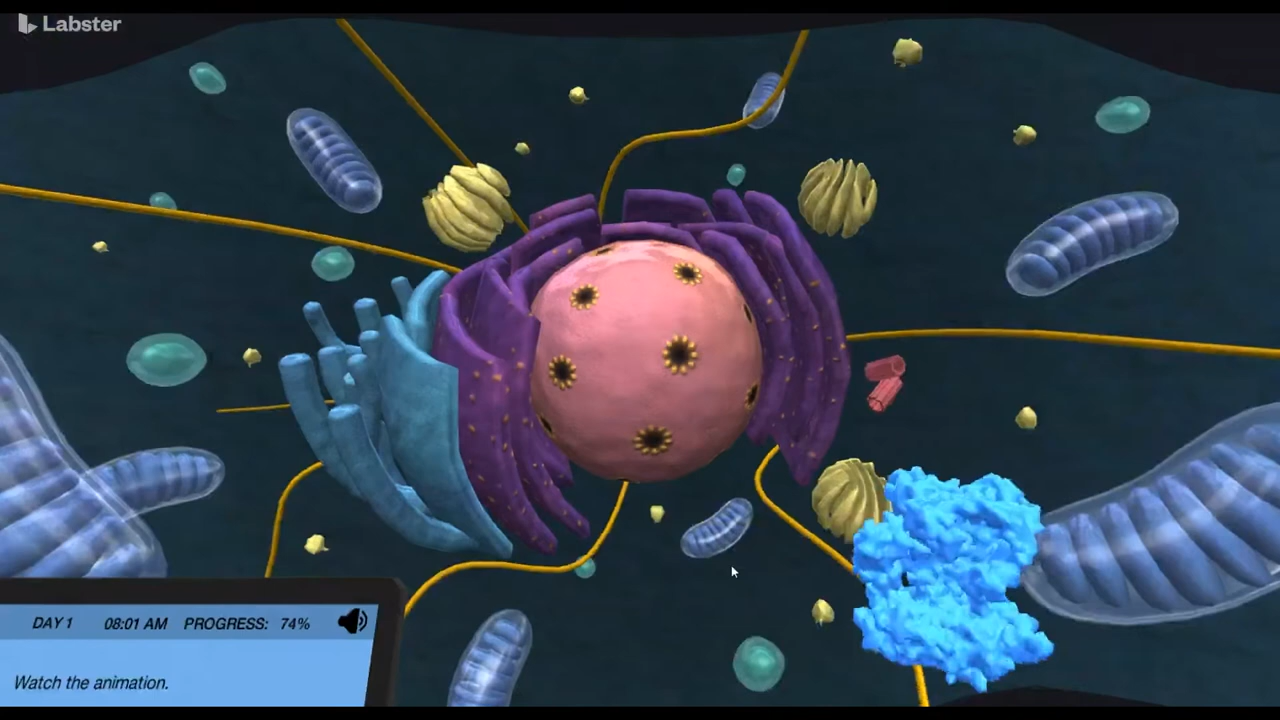 Labster
DAY 1 08:01 AM PROGRESS: 74%
Watch the animation.